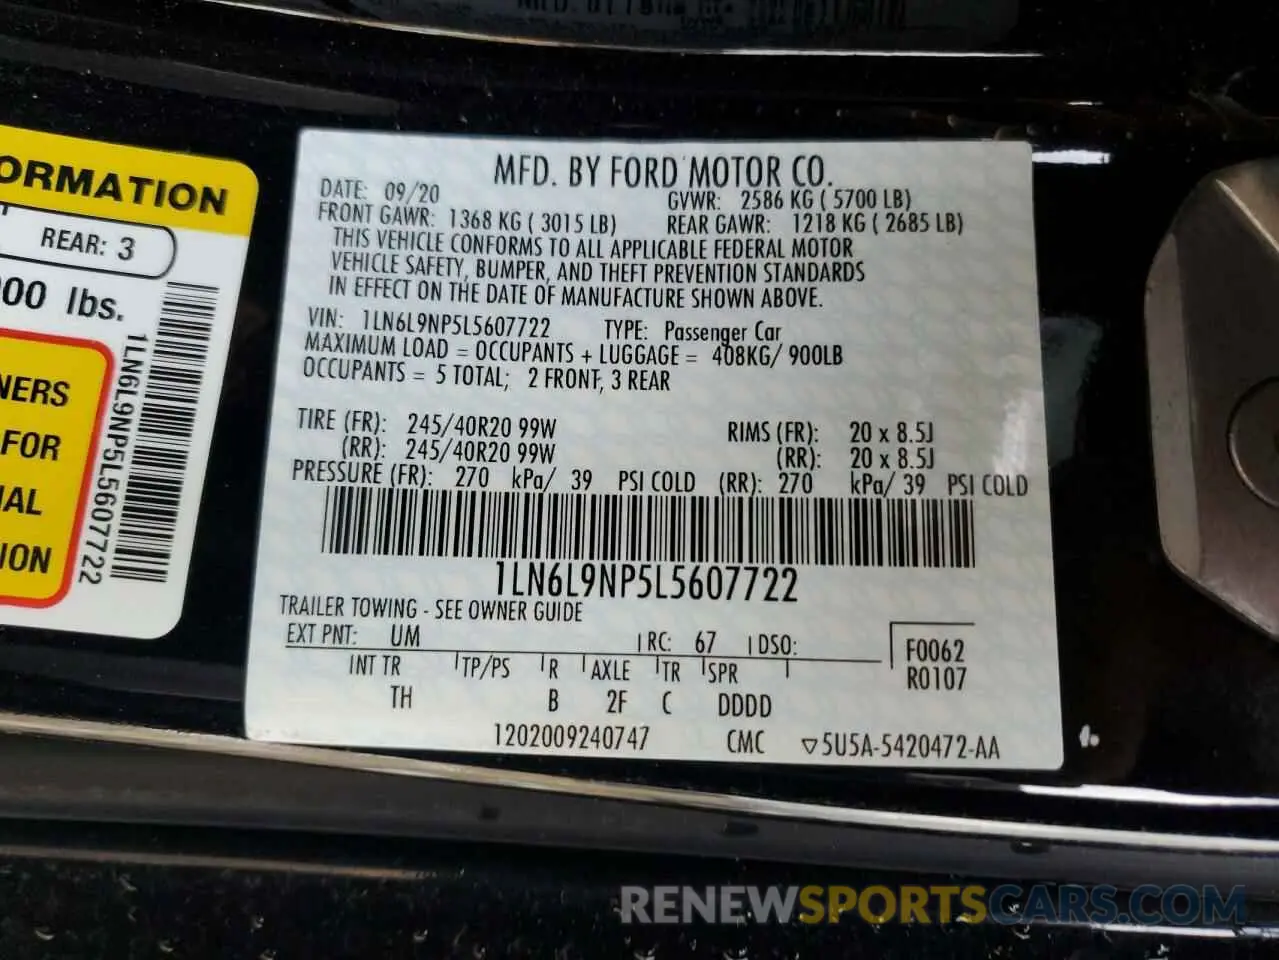 ORMATION
REAR: 3
00 lbs.
NERS
FOR
IAL
ION
1LN6L9NP5L5607722
MFD. BY FORD MOTOR CO.
DATE: 09/20 GVWR: 2586 KG ( 5700 LB)
FRONT GAWR: 1368 KG ( 3015 LB) REAR GAWR: 1218 KG ( 2685 LB)
THIS VEHICLE CONFORMS TO ALL APPLICABLE FEDERAL MOTOR
VEHICLE SAFETY, BUMPER, AND THEFT PREVENTION STANDARDS
IN EFFECT ON THE DATE OF MANUFACTURE SHOWN ABOVE.
VIN: 1LN6L9NP5L5607722 TYPE: Passenger Car
MAXIMUM LOAD = OCCUPANTS + LUGGAGE = 408KG/ 900LB
OCCUPANTS = 5 TOTAL; 2 FRONT, 3 REAR
TIRE (FR): 245/40R20 99W RIMS (FR): 20 x 8.5J
(RR): 245/40R20 99W (RR): 20 x 8.5J
PRESSURE (FR): 270 kPa/ 39 PSI COLD (RR): 270 kPa/ 39 PSI COLD
1LN6L9NP5L5607722
TRAILER TOWING - SEE OWNER GUIDE
EXT PNT: UM RC: 67 DSO:
F0062
INT TR TP/PS R AXLE TR SPR
R0107
TH B 2F C DDDD
1202009240747 CMC ▽5U5A-5420472-AA
RENEWSPORTSCARS.COM